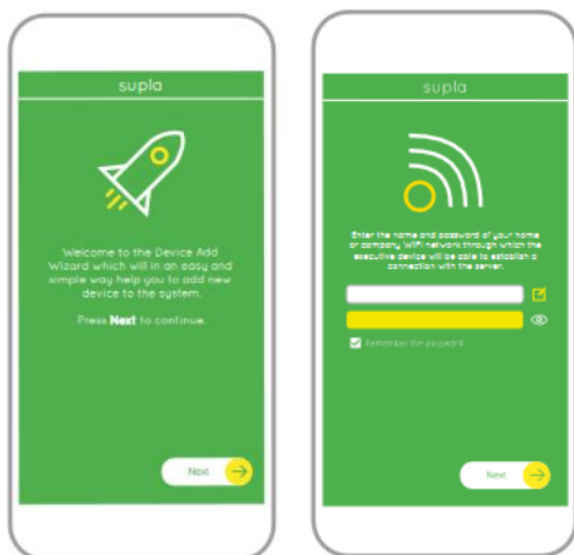 supla
Welcome to the Device Add
Wizard which will in an easy and
simple way help you to add new
device to the system.
Press Next to continue.
Next
supla
Enter the name and password of your home
or company WiFi network through which the
executive device will be able to establish a
connection with the server.
Remember the password
Next